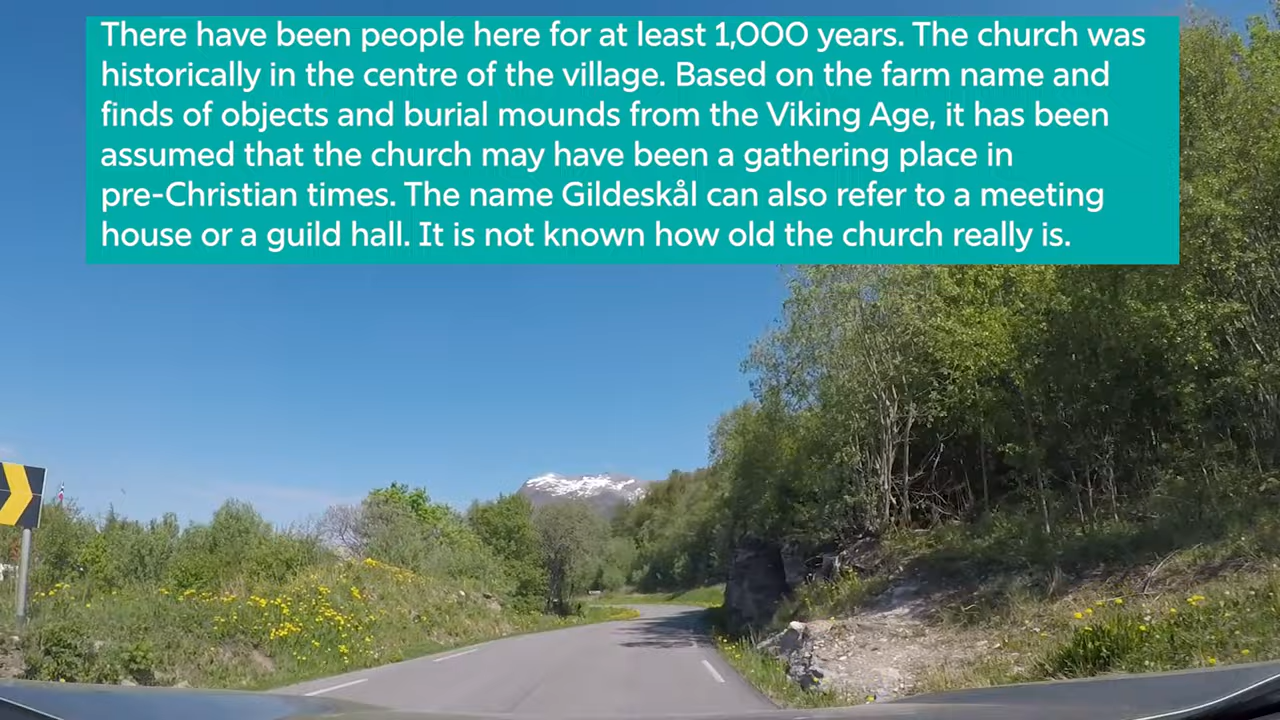 There have been people here for at least 1,000 years. The church was
historically in the centre of the village. Based on the farm name and
finds of objects and burial mounds from the Viking Age, it has been
assumed that the church may have been a gathering place in
pre-Christian times. The name Gildeskål can also refer to a meeting
house or a guild hall. It is not known how old the church really is.